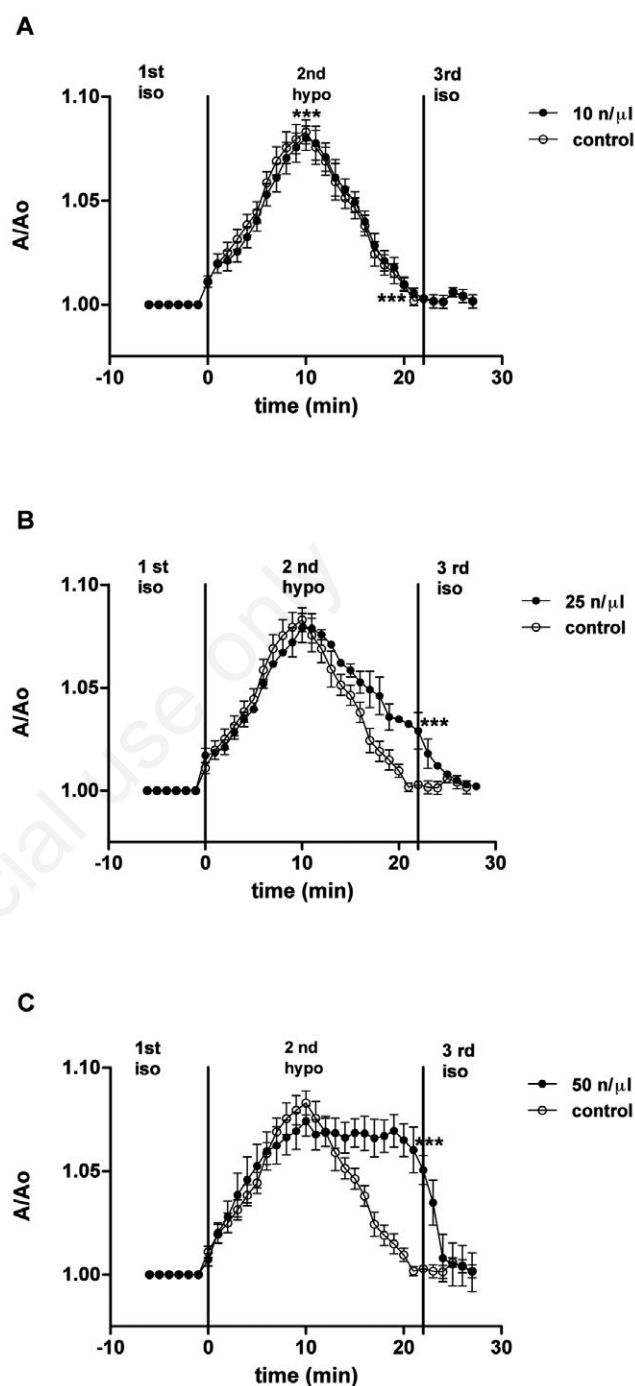 A
1st
iso
2nd
hypo
3rd
iso
***
10 n/µl
control
1.10
1.05
1.00
A/Ao
***
-10 0 10 20 30
time (min)
B
1 st
iso
2 nd
hypo
3 rd
iso
25 n/µl
control
1.10
1.05
1.00
A/Ao
***
-10 0 10 20 30
time (min)
cial use only
C
1st
iso
2 nd
hypo
3 rd
iso
50 n/µl
control
1.10
1.05
1.00
A/Ao
***
-10 0 10 20 30
time (min)